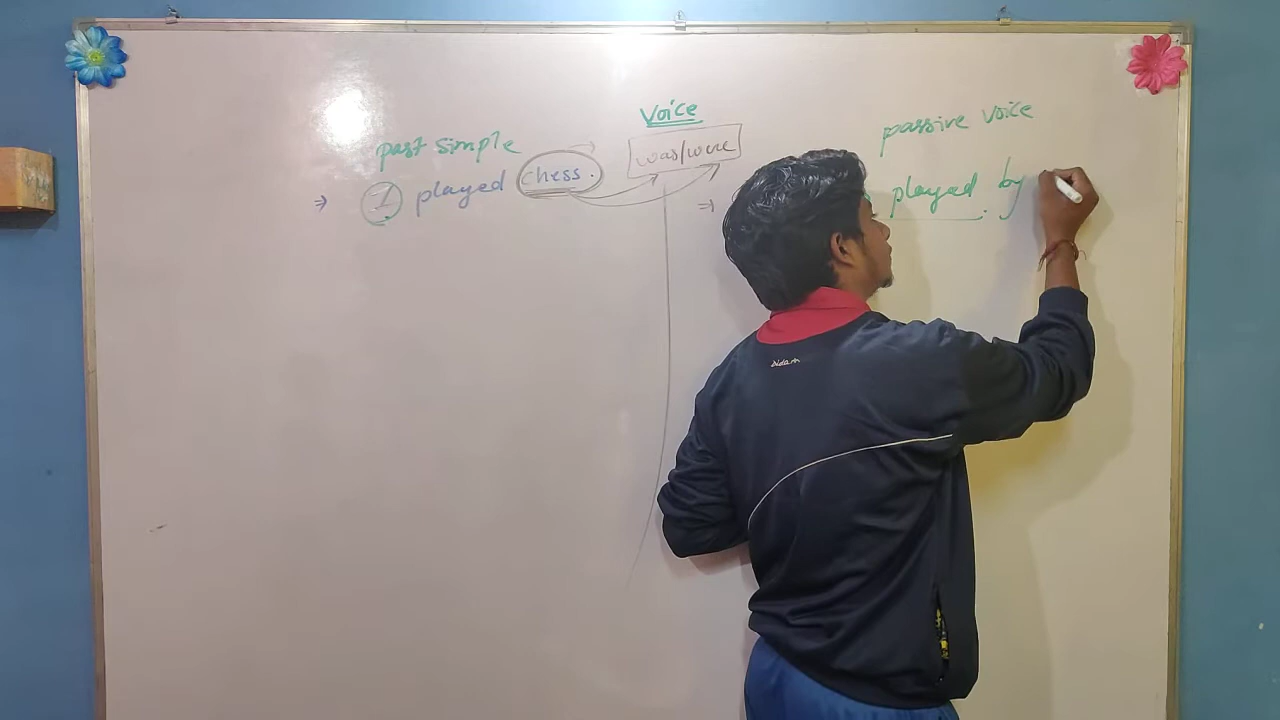 Voice
past simple
was/were
passive voice
⇒ I played chess.
⇒ played by